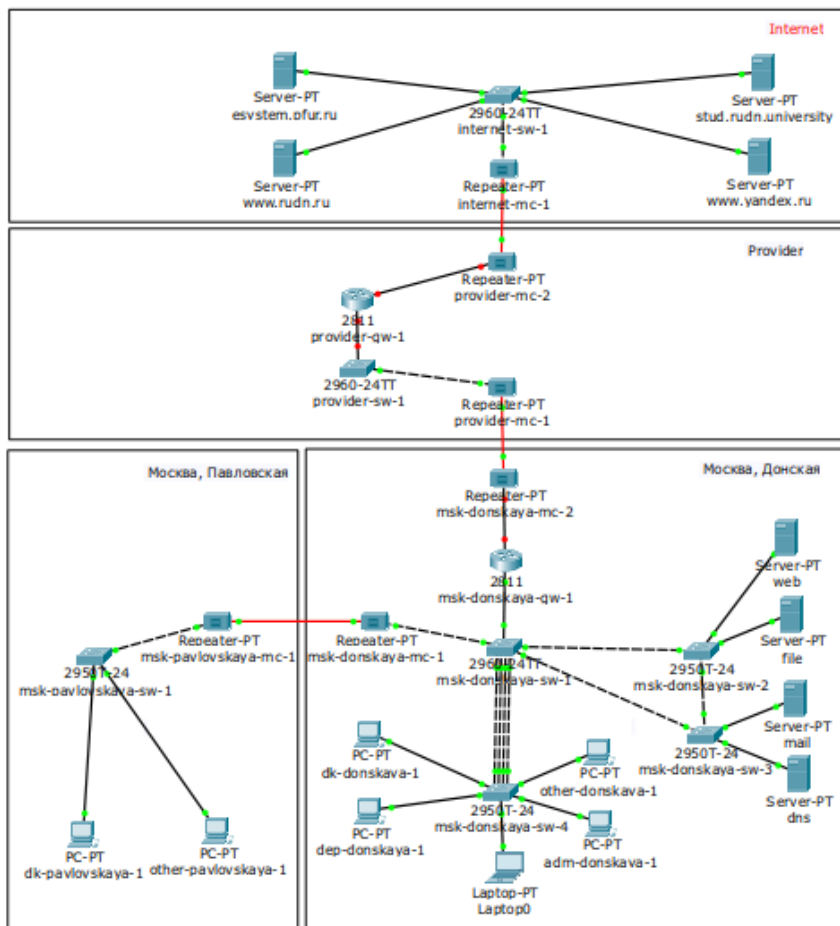 Internet
Server-PT
esystem.pfur.ru
2960-24TT
internet-sw-1
Server-PT
stud.rudn.university
Server-PT
www.rudn.ru
Repeater-PT
internet-mc-1
Server-PT
www.yandex.ru
Provider
Repeater-PT
provider-mc-2
2811
provider-gw-1
2960-24TT
provider-sw-1
Repeater-PT
provider-mc-1
Москва, Павловская
Москва, Донская
Repeater-PT
msk-donskaya-mc-2
Server-PT
web
2811
msk-donskaya-gw-1
Repeater-PT
msk-pavlovskaya-mc-1
Repeater-PT
msk-donskaya-mc-1
2960-24TT
msk-donskaya-sw-1
Server-PT
file
2950T-24
msk-pavlovskaya-sw-1
2950T-24
msk-donskaya-sw-2
Server-PT
mail
2950T-24
msk-donskaya-sw-3
PC-PT
dk-donskaya-1
PC-PT
other-donskaya-1
Server-PT
dns
2950T-24
msk-donskaya-sw-4
PC-PT
dep-donskaya-1
PC-PT
adm-donskaya-1
PC-PT
dk-pavlovskaya-1
PC-PT
other-pavlovskaya-1
Laptop-PT
Laptop0